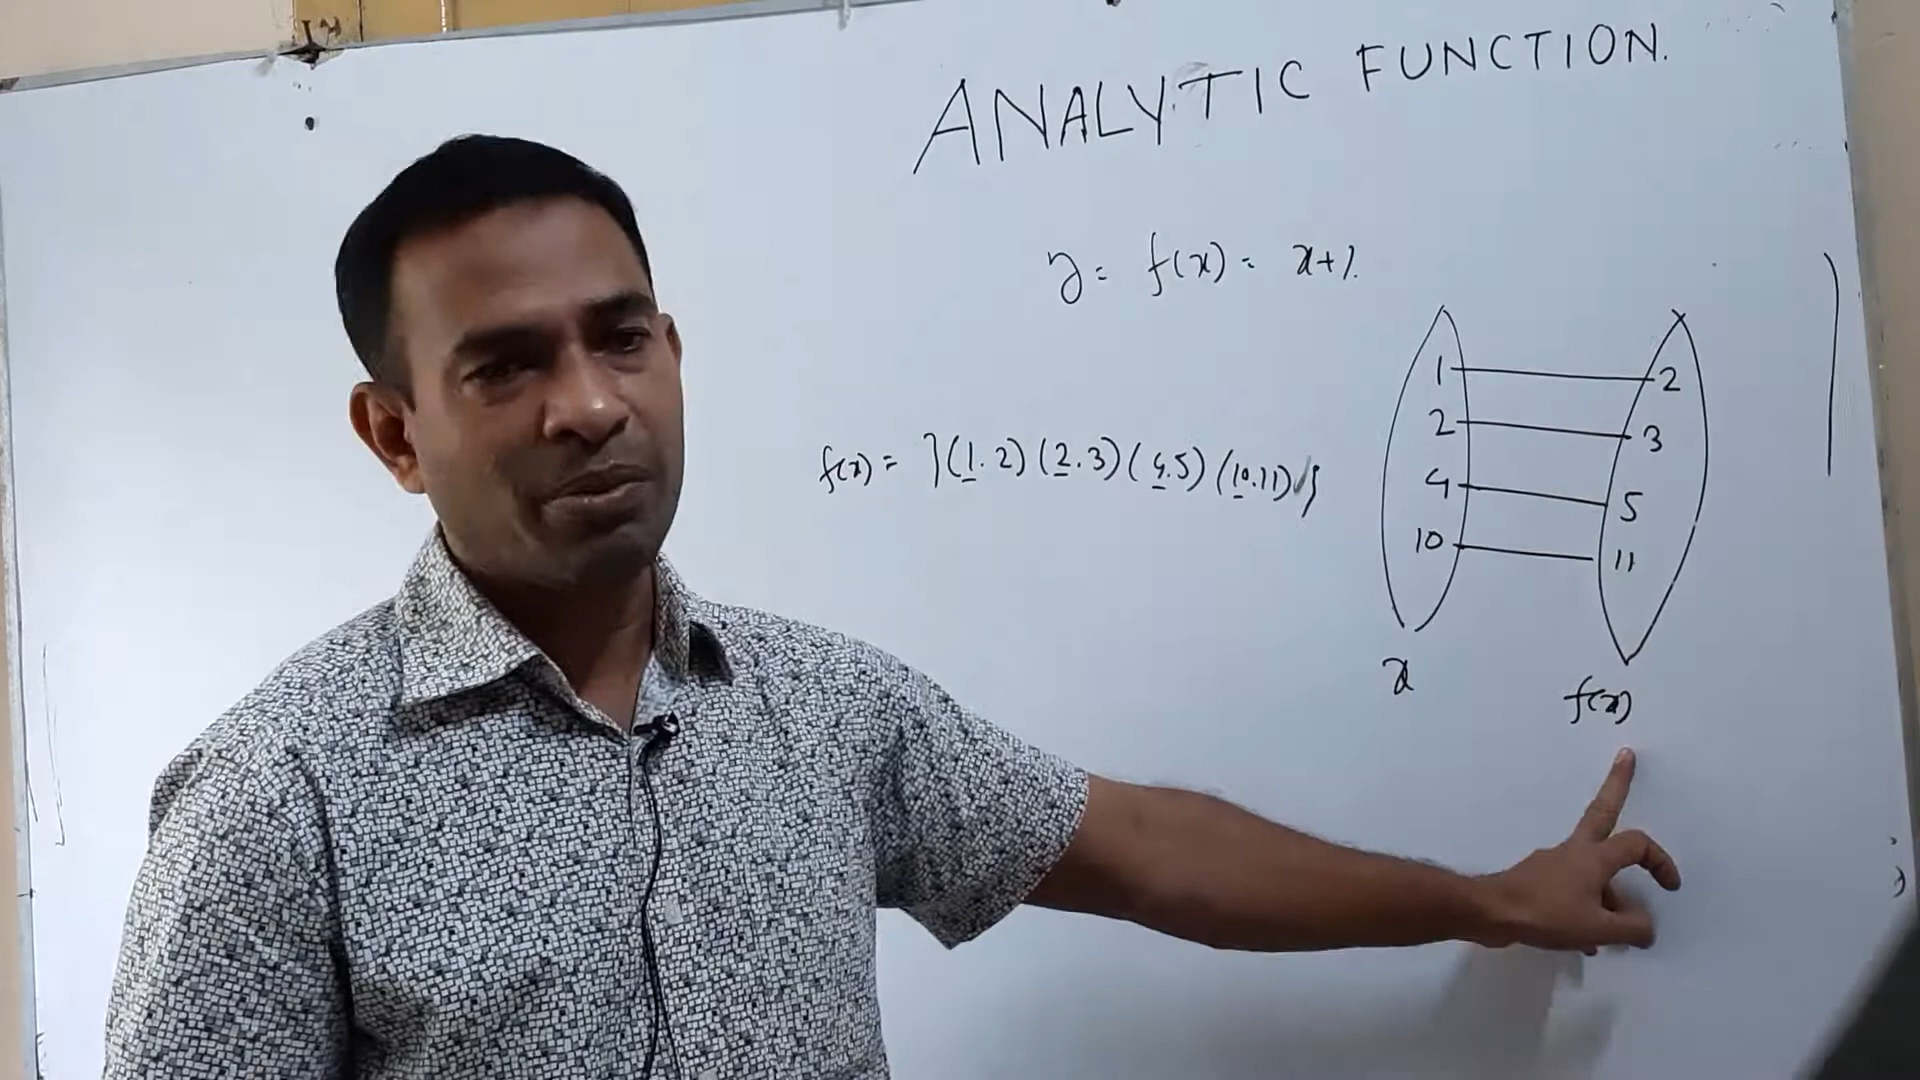 ANALYTIC FUNCTION.
y = f(x) = x+1.
f(x) = {(1.2) (2.3) (4.5) (10.11)}
1 2
2 3
4 5
10 11
x f(x)